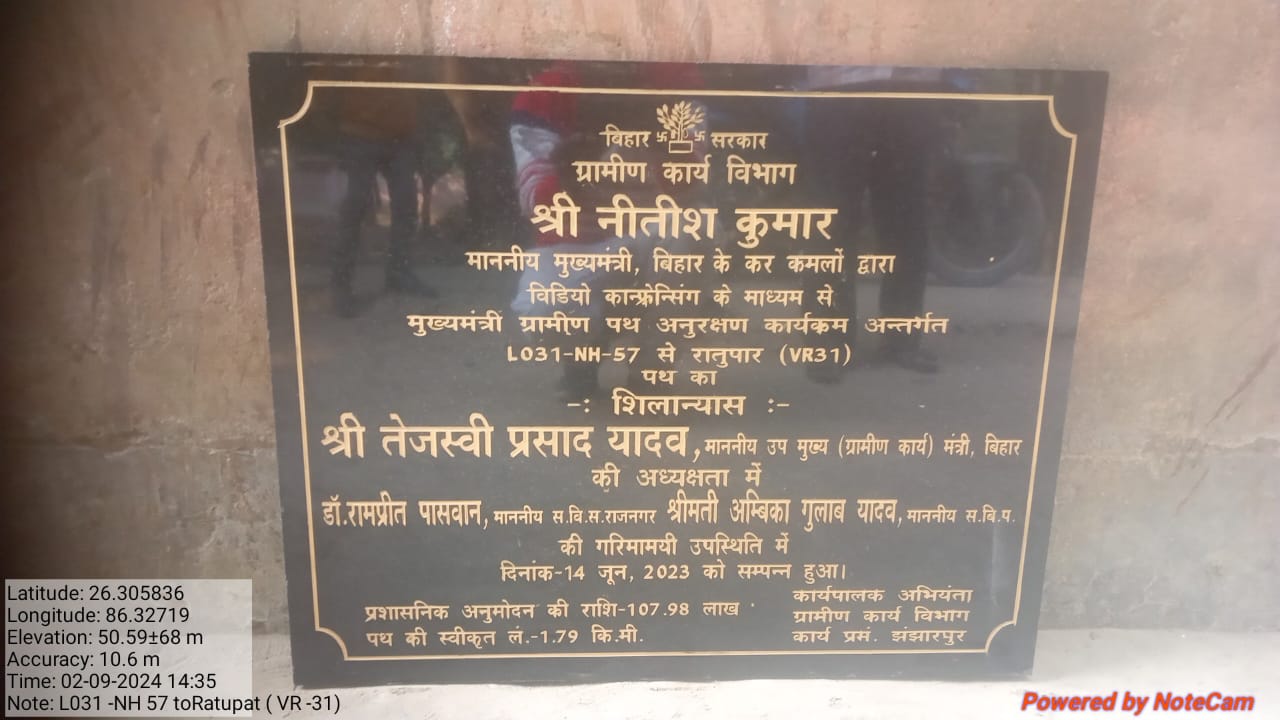 बिहार 卐 卐 सरकार
ग्रामीण कार्य विभाग
श्री नीतीश कुमार
माननीय मुख्यमंत्री, बिहार के कर कमलों द्वारा
विडियो कान्फ्रेन्सिंग के माध्यम से
मुख्यमंत्री ग्रामीण पथ अनुरक्षण कार्यक्रम अन्तर्गत
L031-NH-57 से रातुपार (VR31)
पथ का
-: शिलान्यास :-
श्री तेजस्वी प्रसाद यादव, माननीय उप मुख्य (ग्रामीण कार्य) मंत्री, बिहार
की अध्यक्षता में
डॉ.रामप्रीत पासवान, माननीय स.वि.स.राजनगर श्रीमती अम्बिका गुलाब यादव, माननीय स.वि.प.
की गरिमामयी उपस्थिति में
दिनांक-14 जून, 2023 को सम्पन्न हुआ।
प्रशासनिक अनुमोदन की राशि-107.98 लाख
पथ की स्वीकृत लं.-1.79 कि.मी.
कार्यपालक अभियंता
ग्रामीण कार्य विभाग
कार्य प्रमं. झंझारपुर
Latitude: 26.305836
Longitude: 86.32719
Elevation: 50.59±68 m
Accuracy: 10.6 m
Time: 02-09-2024 14:35
Note: L031 -NH 57 toRatupat ( VR -31)
Powered by NoteCam